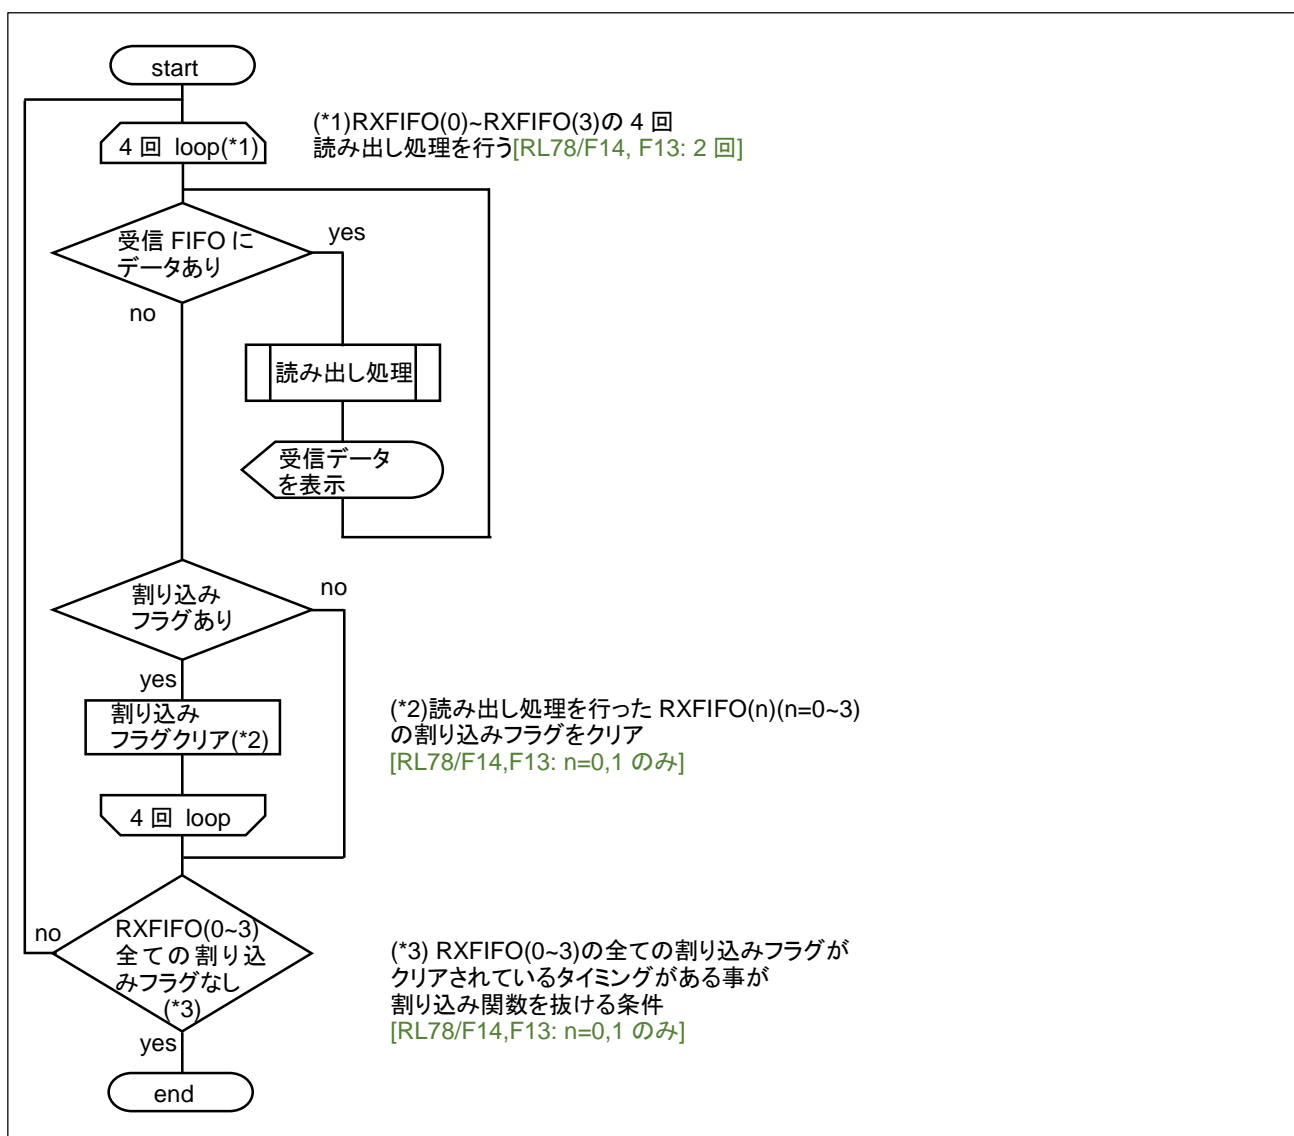 start
4 回 loop(*1)
(*1)RXFIFO(0)~RXFIFO(3)の 4 回
読み出し処理を行う[RL78/F14, F13: 2 回]
受信 FIFO に
データあり
yes
no
読み出し処理
受信データ
を表示
割り込み
フラグあり
no
yes
割り込み
フラグクリア(*2)
(*2)読み出し処理を行った RXFIFO(n)(n=0~3)
の割り込みフラグをクリア
[RL78/F14,F13: n=0,1 のみ]
4 回 loop
no
RXFIFO(0~3)
全ての割り込
みフラグなし
(*3)
(*3) RXFIFO(0~3)の全ての割り込みフラグが
クリアされているタイミングがある事が
割り込み関数を抜ける条件
[RL78/F14,F13: n=0,1 のみ]
yes
end